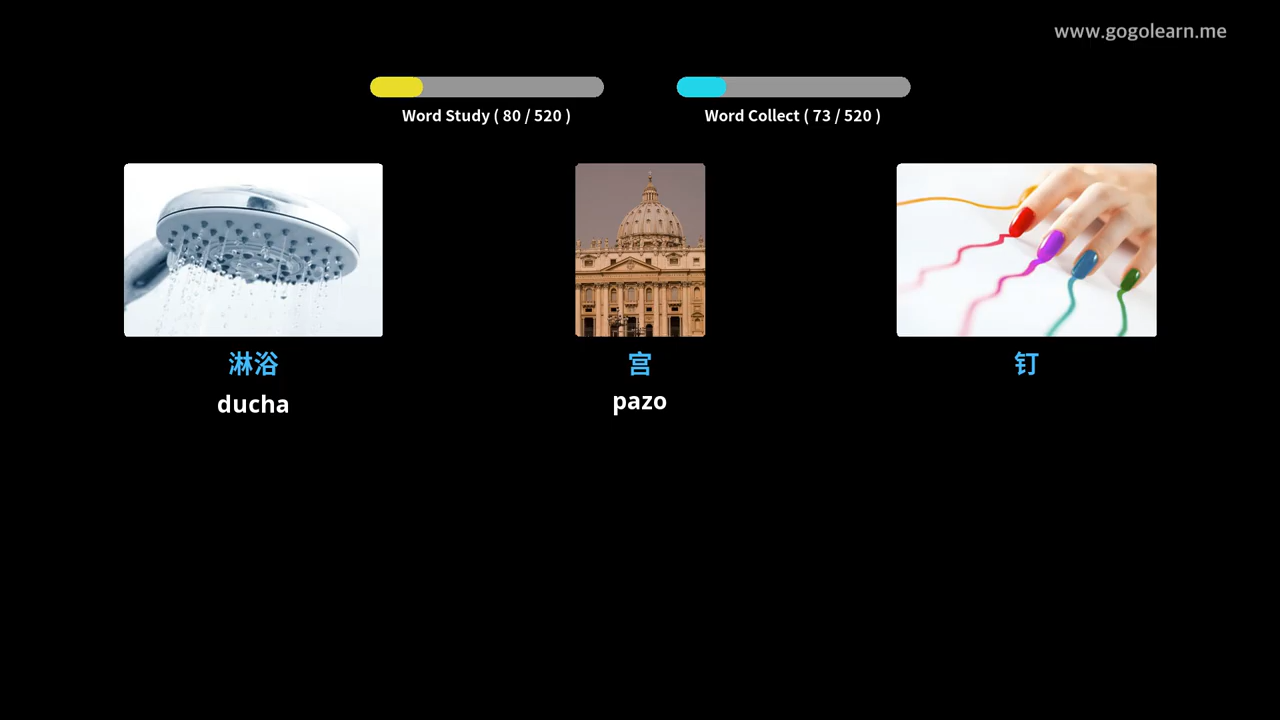 www.gogolearn.me
Word Study ( 80 / 520 )
Word Collect ( 73 / 520 )
淋浴
宫
钉
ducha
pazo